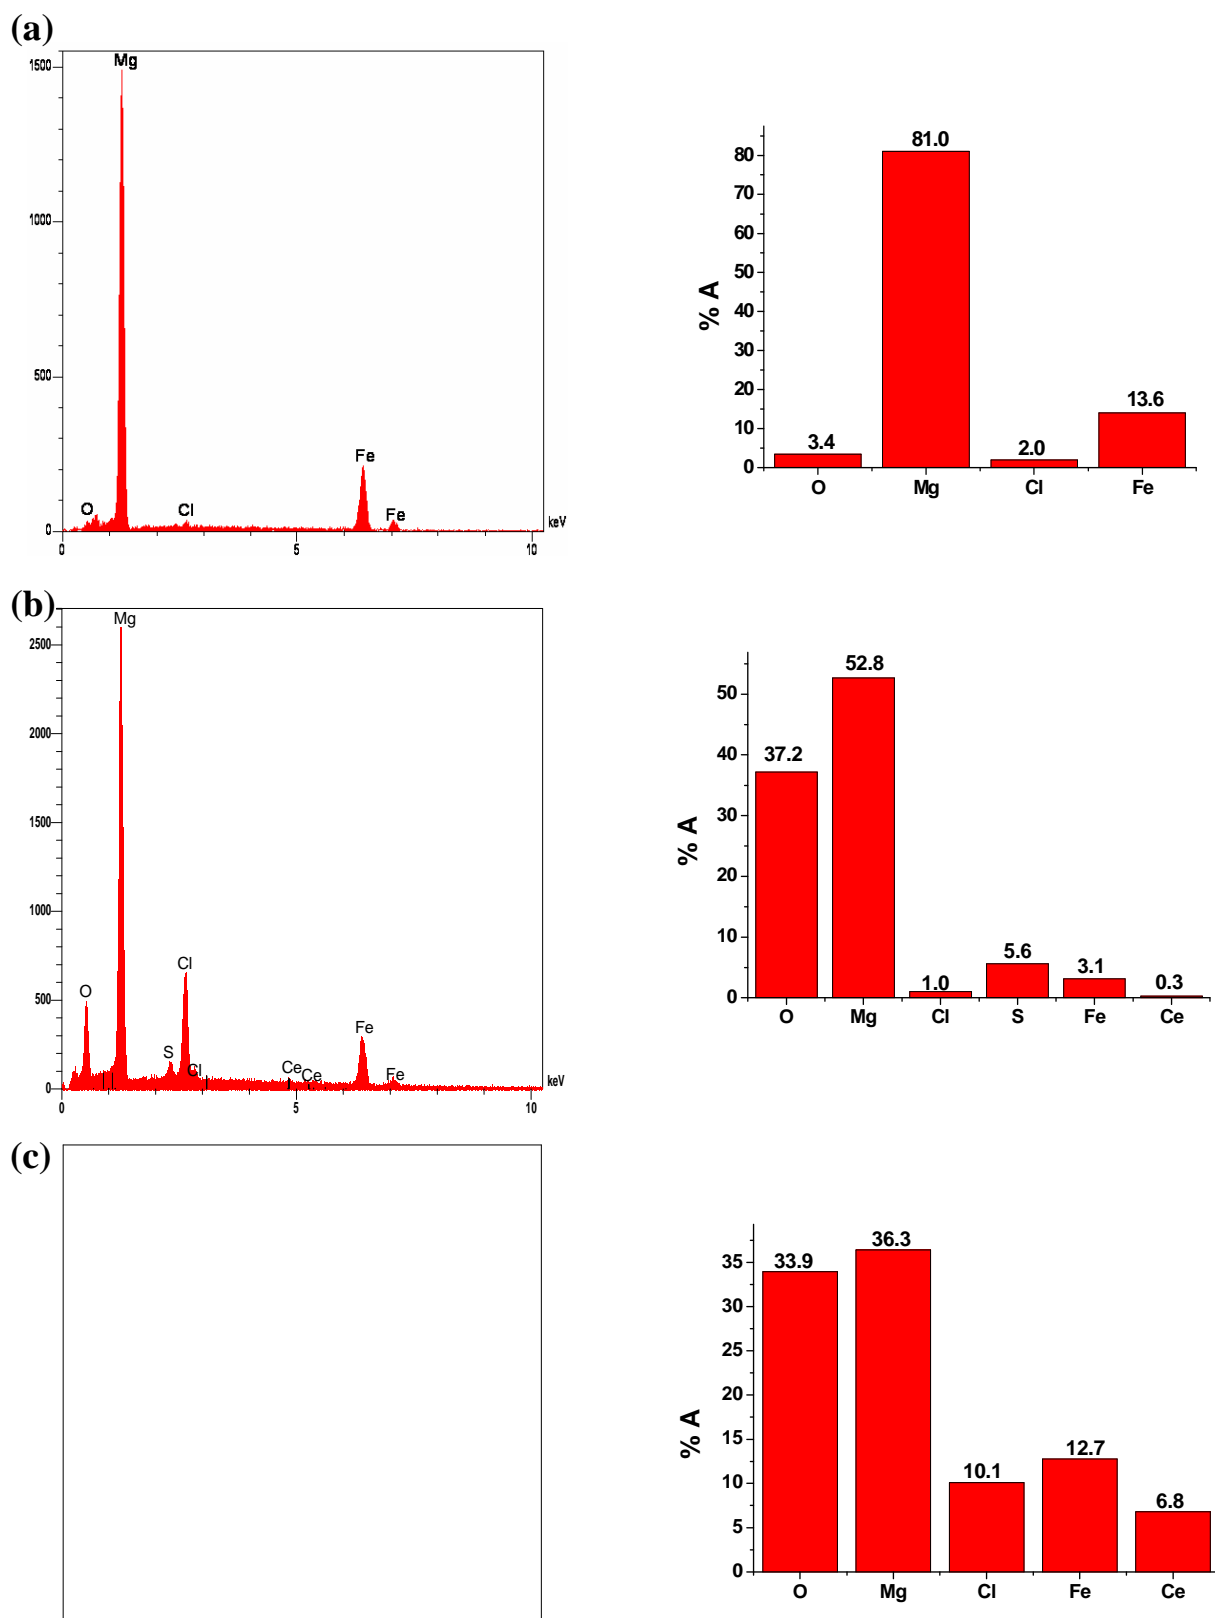 (a)
1500
1000
500
0
Mg
O
Cl
Fe
Fe
keV
0
5
10
% A
80
70
60
50
40
30
20
10
0
3.4
81.0
2.0
13.6
O
Mg
Cl
Fe
(b)
2500
2000
1500
1000
500
0
Mg
O
S
Cl
Cl
Ce
Ce
Fe
Fe
keV
0
5
10
% A
50
40
30
20
10
0
37.2
52.8
1.0
5.6
3.1
0.3
O
Mg
Cl
S
Fe
Ce
(c)
% A
35
30
25
20
15
10
5
0
33.9
36.3
10.1
12.7
6.8
O
Mg
Cl
Fe
Ce